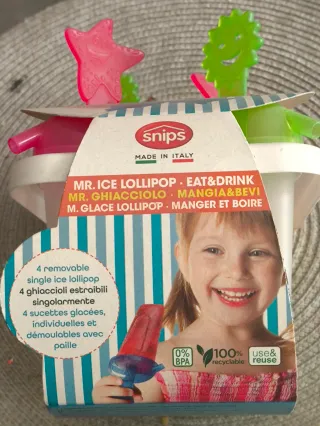 snips
MADE IN ITALY
MR. ICE LOLLIPOP · EAT&DRINK
MR. GHIACCIOLO · MANGIA&BEVI
M. GLACE LOLLIPOP · MANGER ET BOIRE
4 removable
single ice lollipop
4 ghiaccioli estraibili
singolarmente
4 sucettes glacées,
individuelles et
démoulables avec
paille
0%
BPA
100%
recyclable
use&
reuse